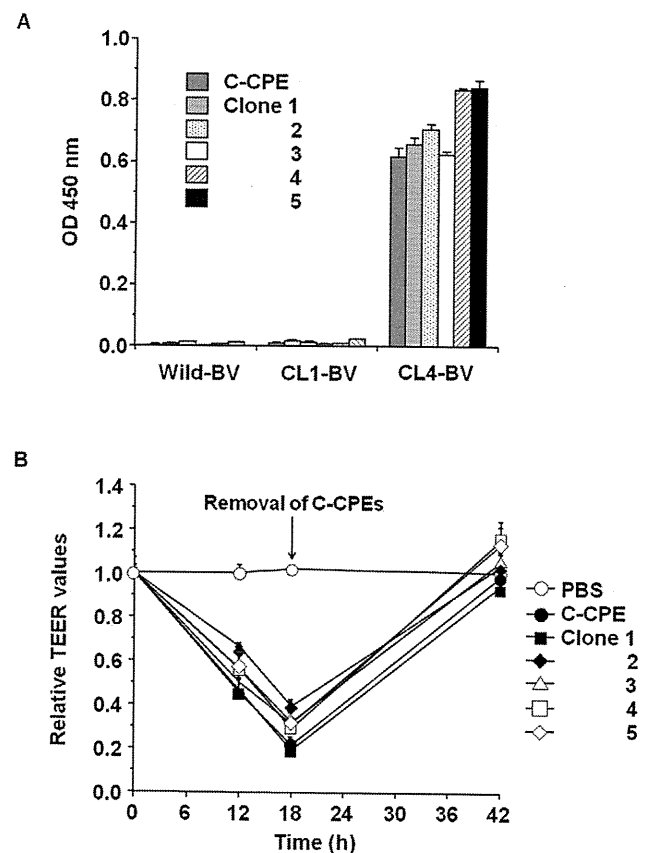 A
1.0
0.8
0.6
0.4
0.2
0.0
OD 450 nm
C-CPE
Clone 1
2
3
4
5
Wild-BV
CL1-BV
CL4-BV
B
1.4
1.2
1.0
0.8
0.6
0.4
0.2
0.0
Relative TEER values
Removal of C-CPEs
0
6
12
18
24
30
36
42
Time (h)
PBS
C-CPE
Clone 1
2
3
4
5